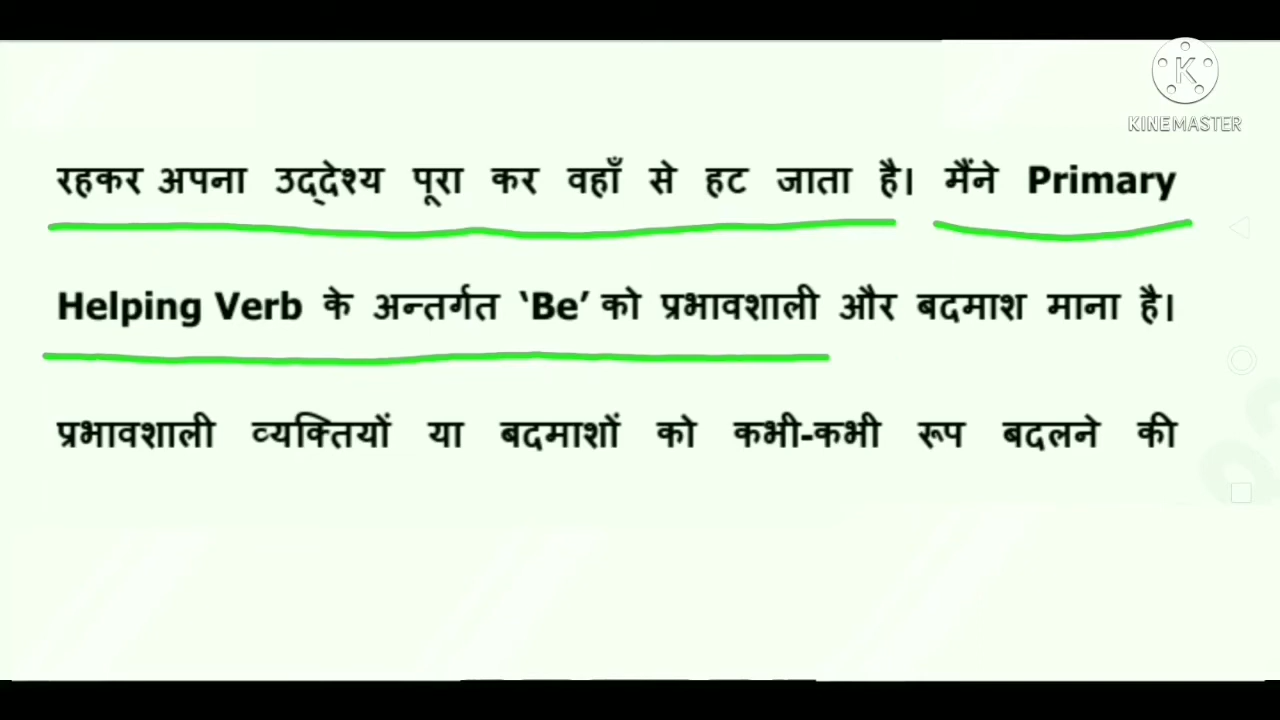 KINEMASTER
रहकर अपना उद्देश्य पूरा कर वहाँ से हट जाता है। मैंने Primary
Helping Verb के अन्तर्गत ‘Be’ को प्रभावशाली और बदमाश माना है।
प्रभावशाली व्यक्तियों या बदमाशों को कभी-कभी रूप बदलने की